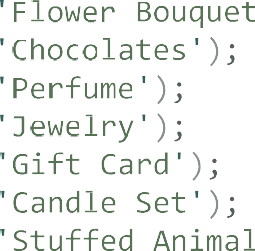 'Flower Bouquet
'Chocolates');
'Perfume');
'Jewelry');
'Gift Card');
'Candle Set');
'Stuffed Animal